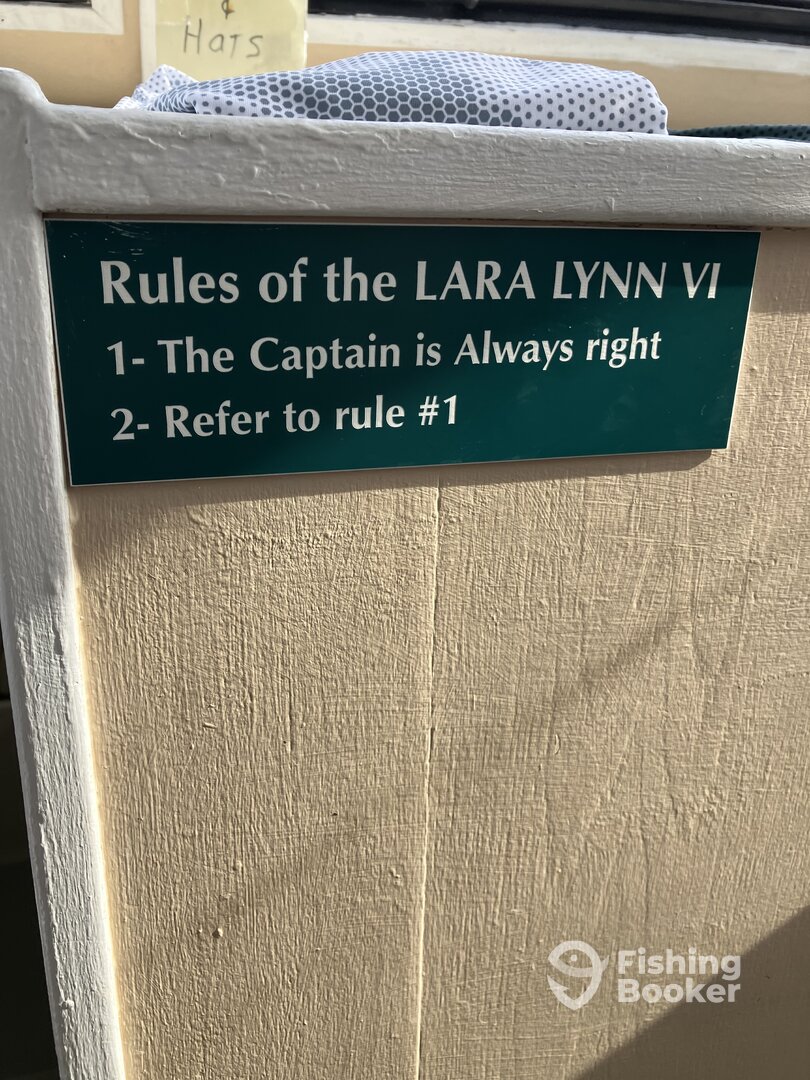 &
HATS
Rules of the LARA LYNN VI
1- The Captain is Always right
2- Refer to rule #1
Fishing
Booker